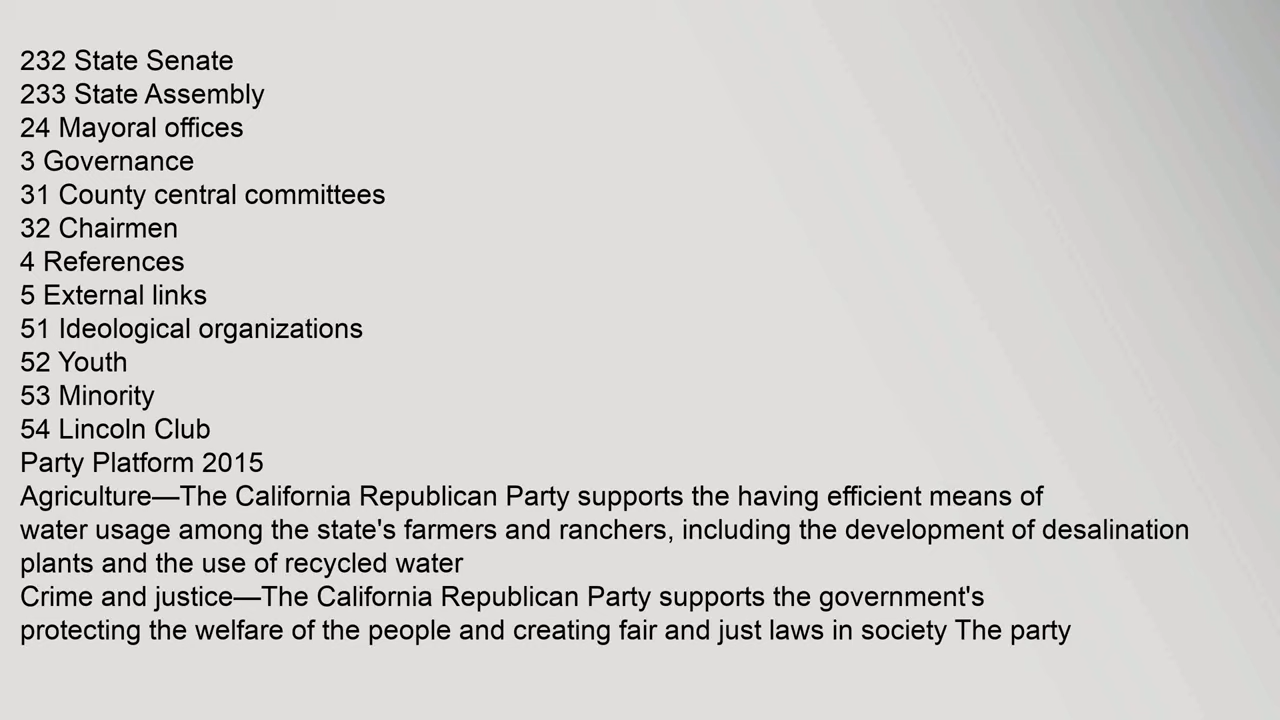 232 State Senate
233 State Assembly
24 Mayoral offices
3 Governance
31 County central committees
32 Chairmen
4 References
5 External links
51 Ideological organizations
52 Youth
53 Minority
54 Lincoln Club
Party Platform 2015
Agriculture—The California Republican Party supports the having efficient means of
water usage among the state's farmers and ranchers, including the development of desalination
plants and the use of recycled water
Crime and justice—The California Republican Party supports the government's
protecting the welfare of the people and creating fair and just laws in society The party